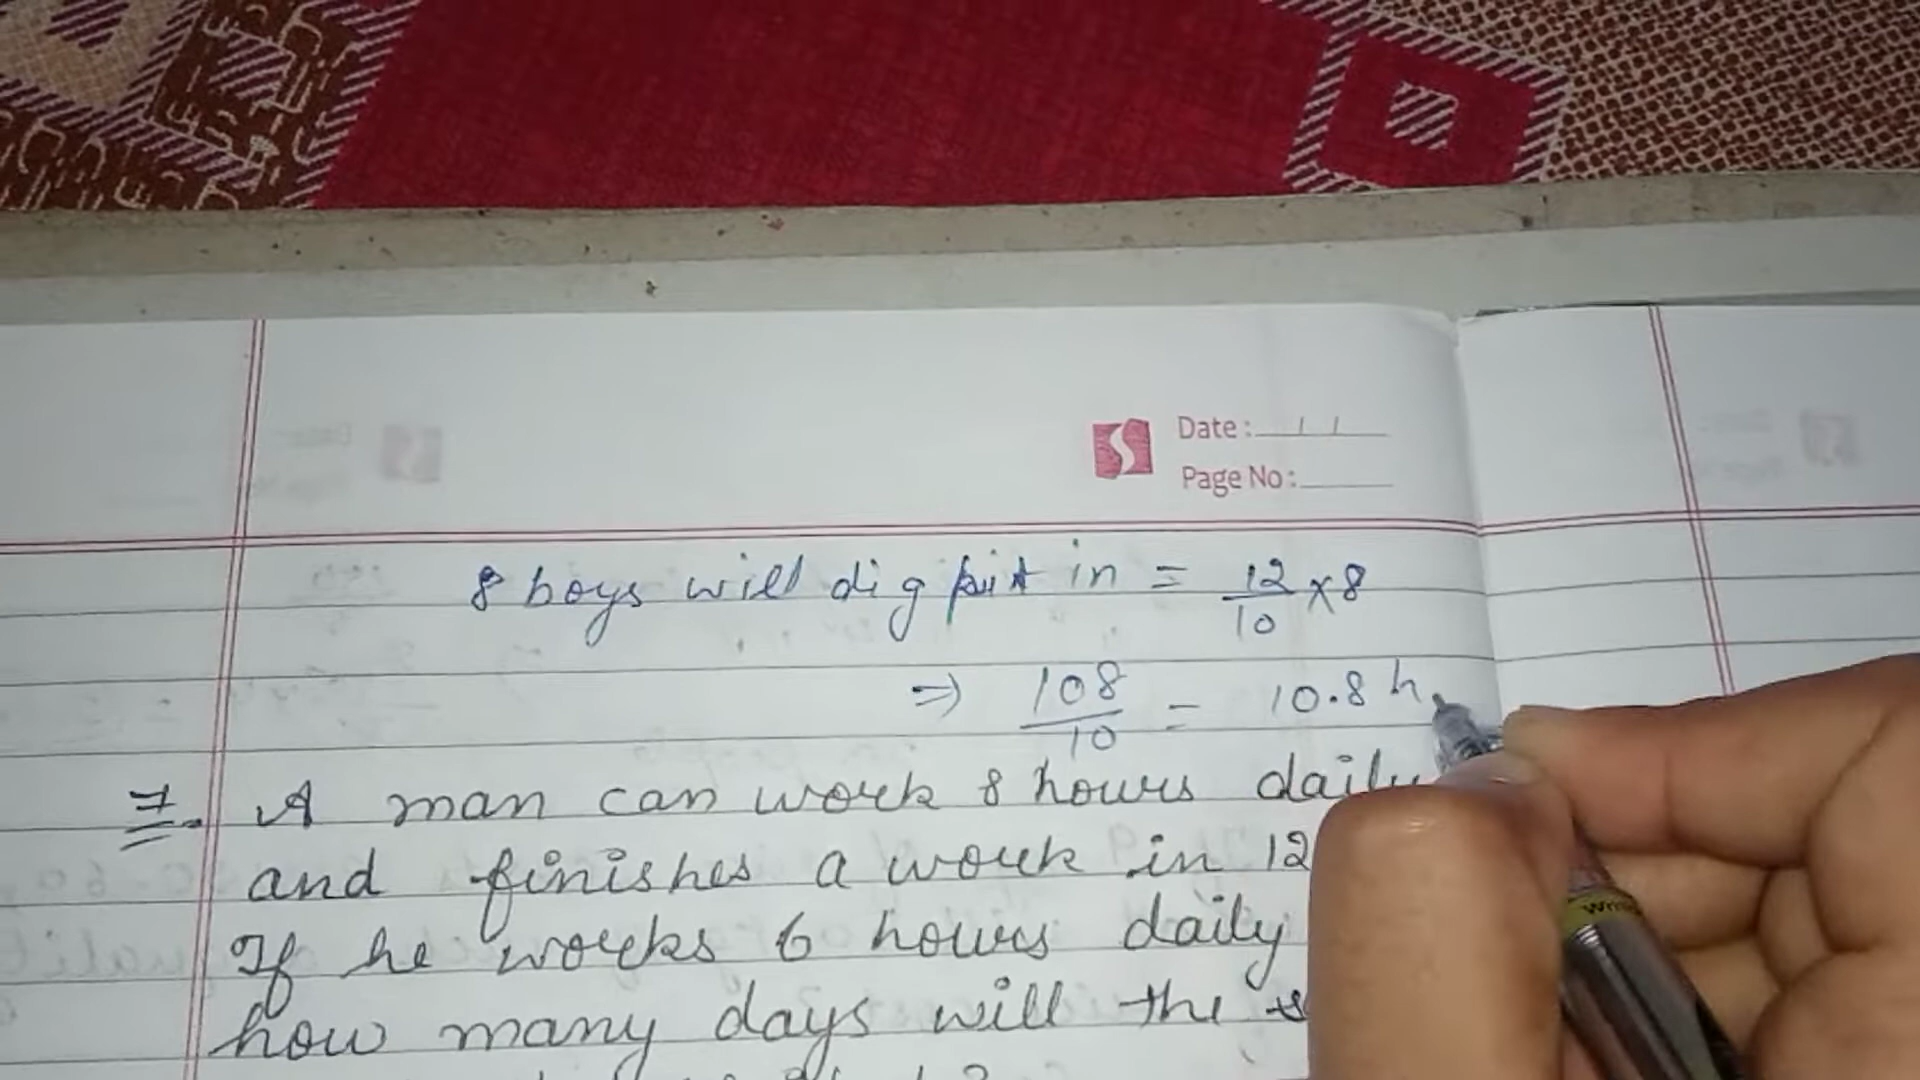 Date : / /
Page No :
8 boys will dig pit in = 12/10 × 8
⇒ 108/10 = 10.8 h
7. A man can work 8 hours daily
and finishes a work in 12
If he works 6 hours daily
how many days will the